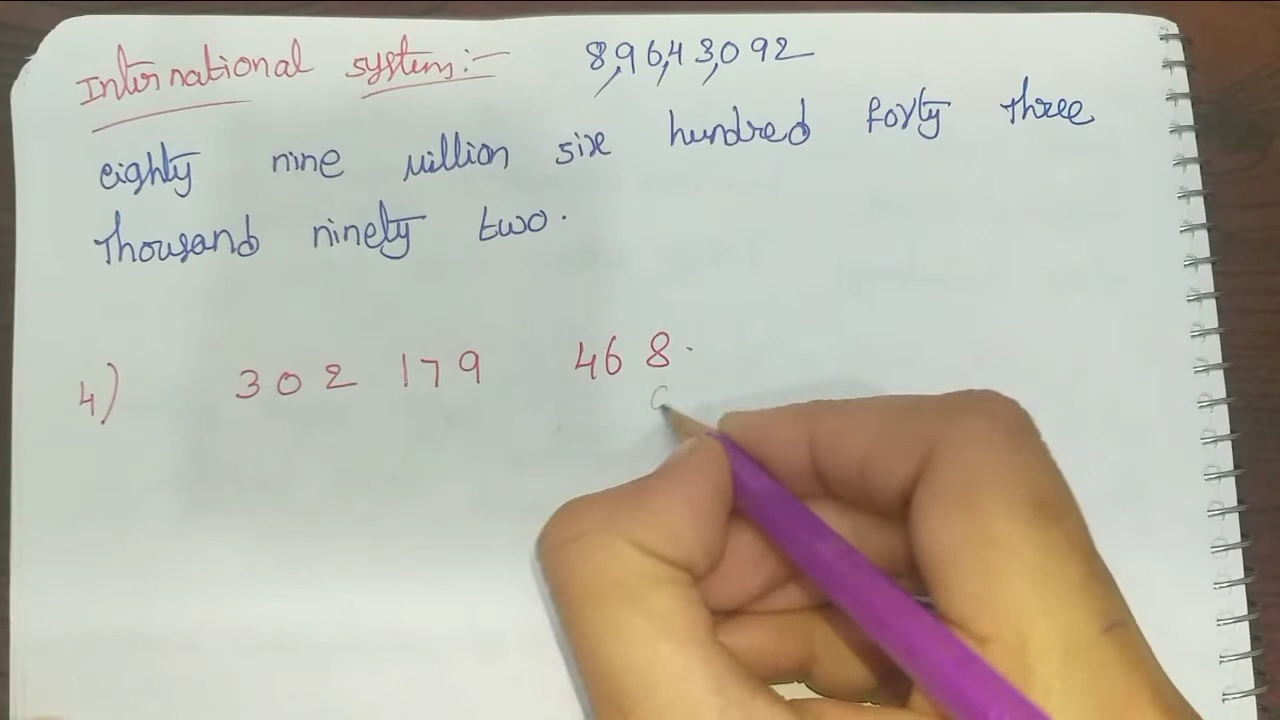 International system:- 8,96,43,092
eighty nine million six hundred forty three
thousand ninety two.
4) 302 179 468.